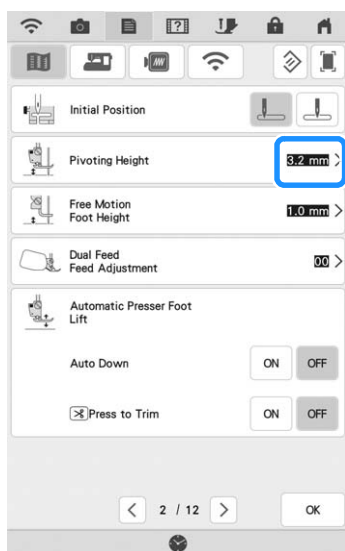 Initial Position
Pivoting Height
3.2 mm
Free Motion
Foot Height
1.0 mm
Dual Feed
Feed Adjustment
00
Automatic Presser Foot
Lift
Auto Down
ON OFF
Press to Trim
ON OFF
< 2 / 12 > OK